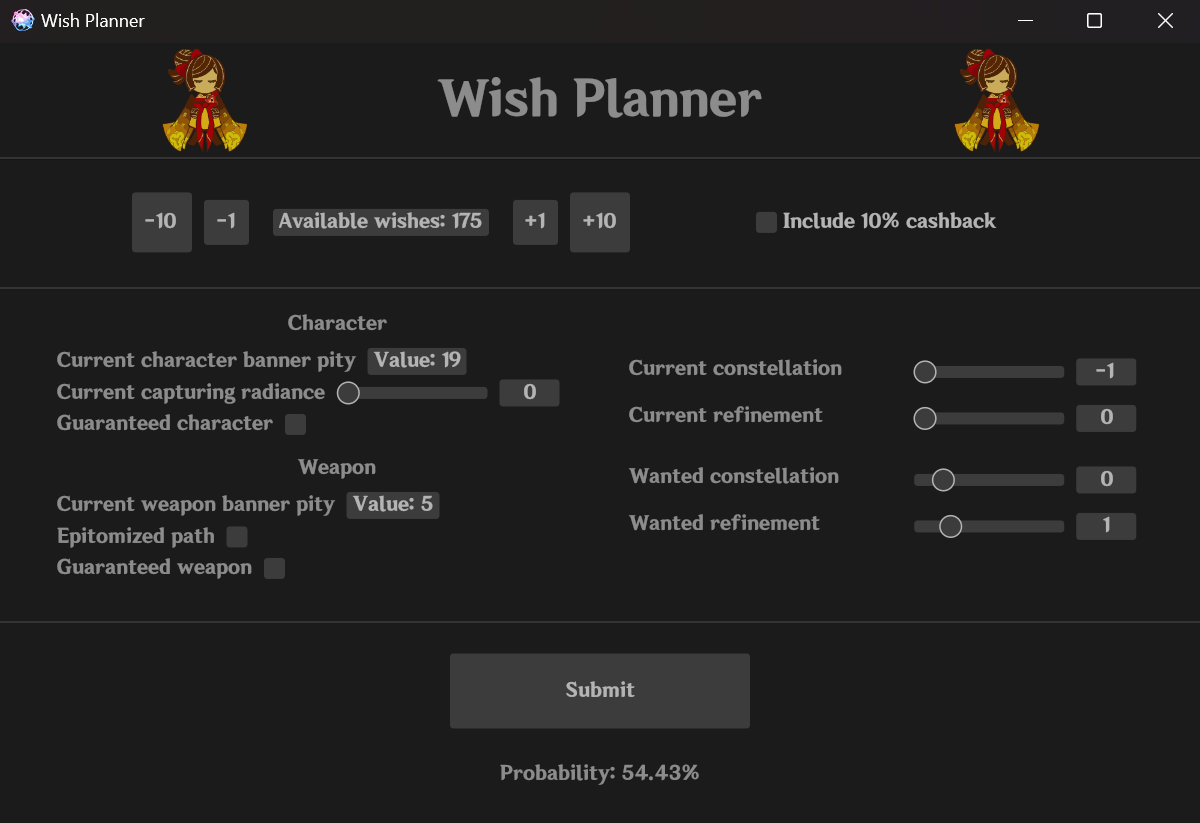 Wish Planner
Wish Planner
-10 -1 Available wishes: 175 +1 +10 Include 10% cashback
Character
Current character banner pity Value: 19
Current capturing radiance 0
Guaranteed character
Weapon
Current weapon banner pity Value: 5
Epitomized path
Guaranteed weapon
Current constellation -1
Current refinement 0
Wanted constellation 0
Wanted refinement 1
Submit
Probability: 54.43%